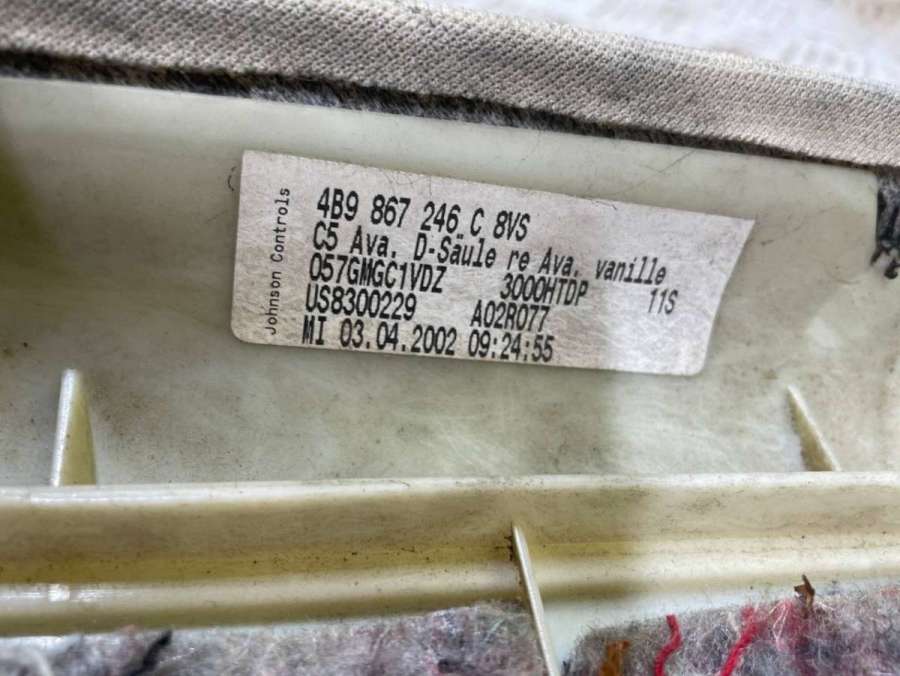 Johnson Controls
4B9 867 246 C 8VS
C5 Ava. D-Säule re Ava. vanille
057GMGC1VDZ 3000HTDP 11S
US8300229 A02R077
MI 03.04.2002 09:24:55